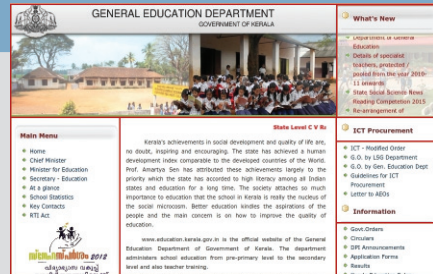 GENERAL EDUCATION DEPARTMENT
GOVERNMENT OF KERALA
What's New
Department of General
Education
Details of specialist
teachers, protected /
pooled from the year 2010-
11 onwards
State Social Science News
Reading Competition 2015
Re-arrangement of
Main Menu
Home
Chief Minister
Minister for Education
Secretary - Education
At a glance
School Statistics
Key Contacts
RTI Act
2012
State Level C V R
Kerala's achievements in social development and quality of life are,
no doubt, inspiring and encouraging. The state has achieved a human
development index comparable to the developed countries of the World.
Prof. Amartya Sen has attributed these achievements largely to the
priority which the state has accorded to high literacy among all Indian
states and education for a long time. The society attaches so much
importance to education that the school in Kerala is really the nucleus of
the social microcosm. Better education kindles the aspirations of the
people and the main concern is on how to improve the quality of
education.
www.education.kerala.gov.in is the official website of the General
Education Department of Government of Kerala. The department
administers school education from pre-primary level to the secondary
level and also teacher training.
ICT Procurement
ICT - Modified Order
G.O. by LSG Department
G.O. by Gen. Education Dept
Guidelines for ICT
Procurement
Letter to AEOs
Information
Govt.Orders
Circulars
DPI Announcements
Application Forms
Results